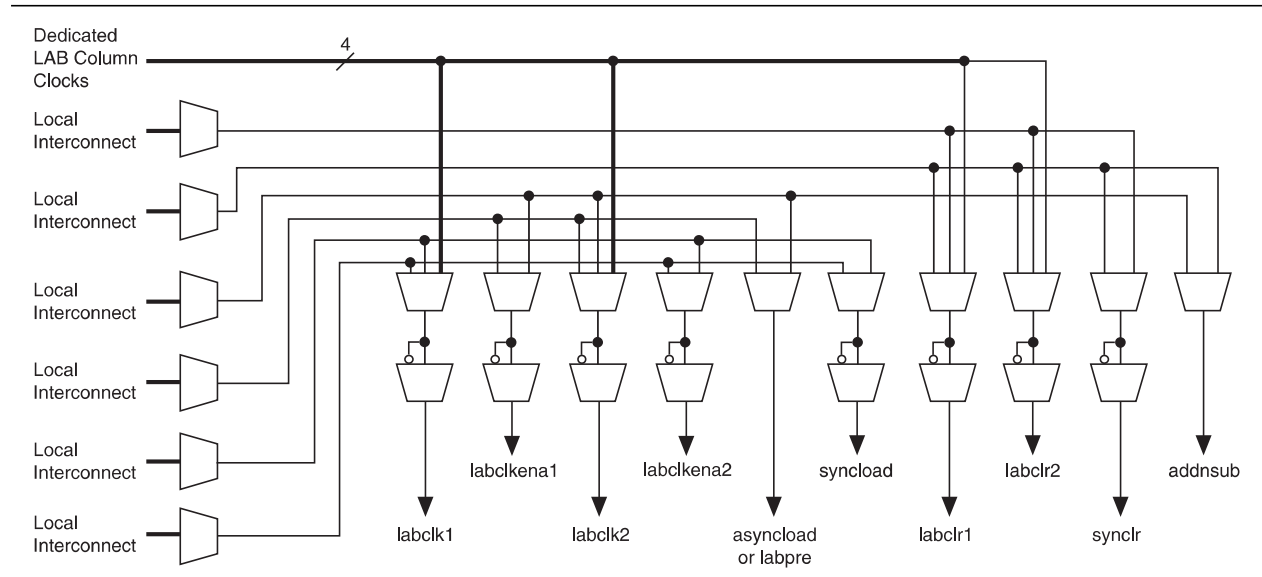 Dedicated
LAB Column
Clocks
4
Local
Interconnect
Local
Interconnect
Local
Interconnect
Local
Interconnect
Local
Interconnect
Local
Interconnect
labclkena1
labclkena2
syncload
labclr2
addnsub
labclk1
labclk2
asyncload
or labpre
labclr1
synclr